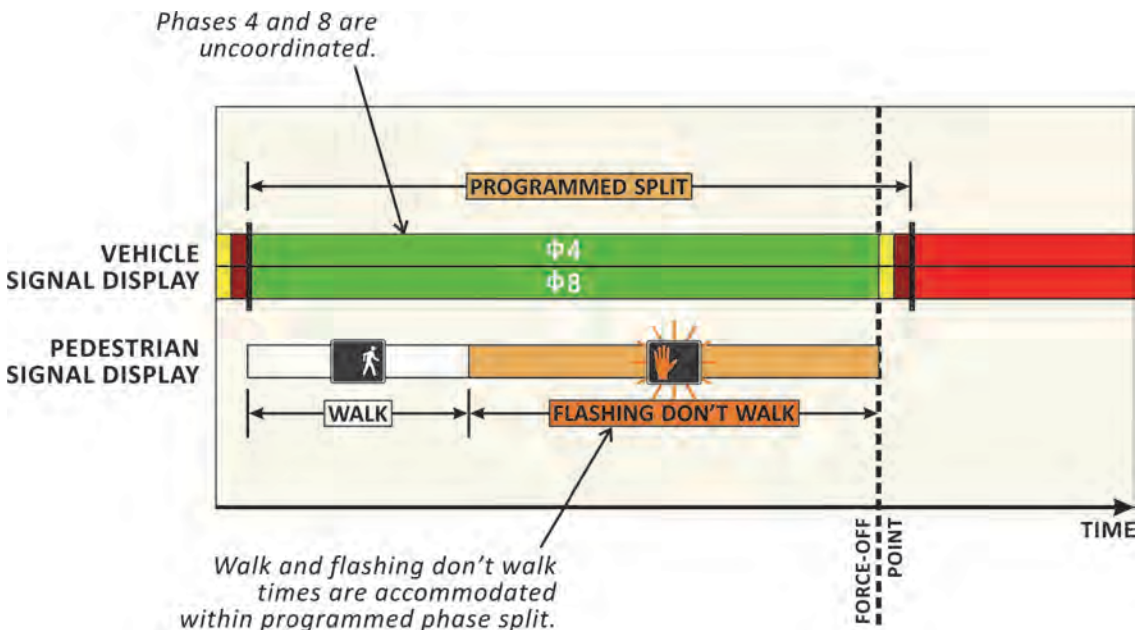 Phases 4 and 8 are
uncoordinated.
PROGRAMMED SPLIT
VEHICLE
SIGNAL DISPLAY
Φ4
Φ8
PEDESTRIAN
SIGNAL DISPLAY
WALK
FLASHING DON'T WALK
TIME
FORCE-OFF
POINT
Walk and flashing don't walk
times are accommodated
within programmed phase split.